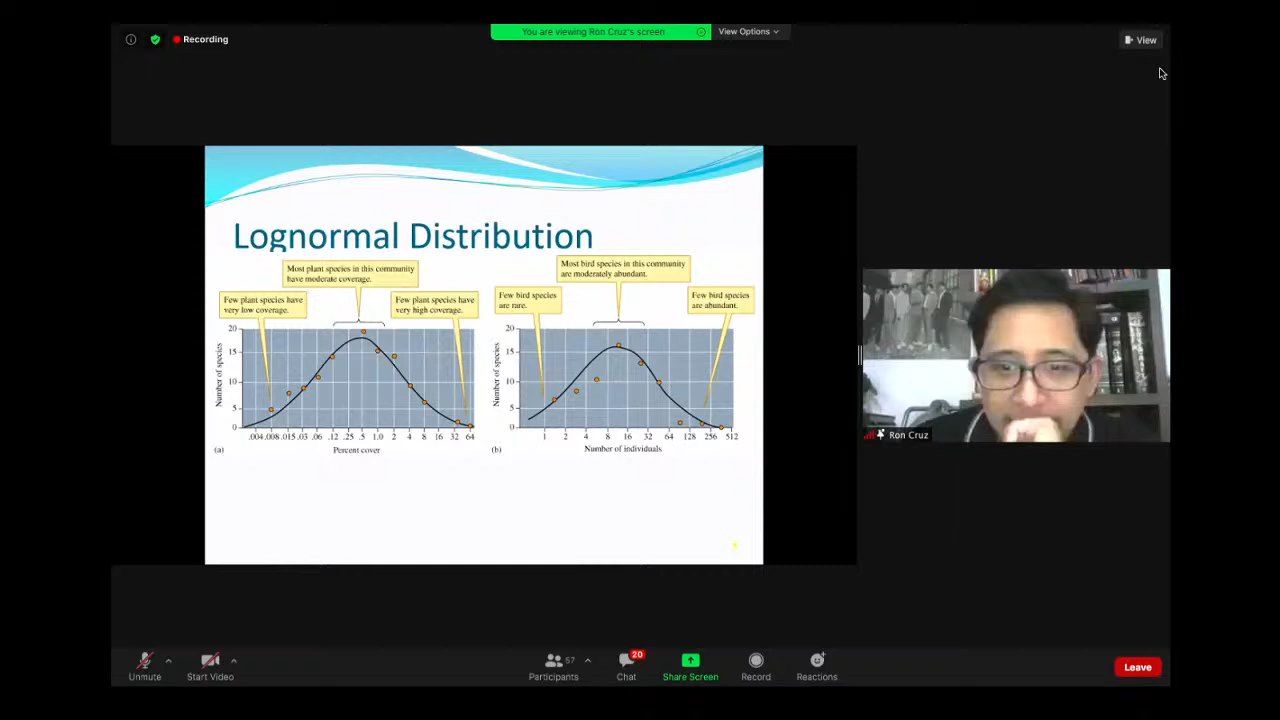 Recording
You are viewing Ron Cruz's screen
View Options
View
Lognormal Distribution
Most plant species in this community
have moderate coverage.
Few plant species have
very low coverage.
Few plant species have
very high coverage.
Number of species
20
15
10
5
0
.004 .008 .015 .03 .06 .12 .25 .5 1.0 2 4 8 16 32 64
(a)
Percent cover
Most bird species in this community
are moderately abundant.
Few bird species
are rare.
Few bird species
are abundant.
Number of species
20
15
10
5
0
1 2 4 8 16 32 64 128 256 512
(b)
Number of individuals
Ron Cruz
Unmute
Start Video
57
Participants
20
Chat
Share Screen
Record
Reactions
Leave